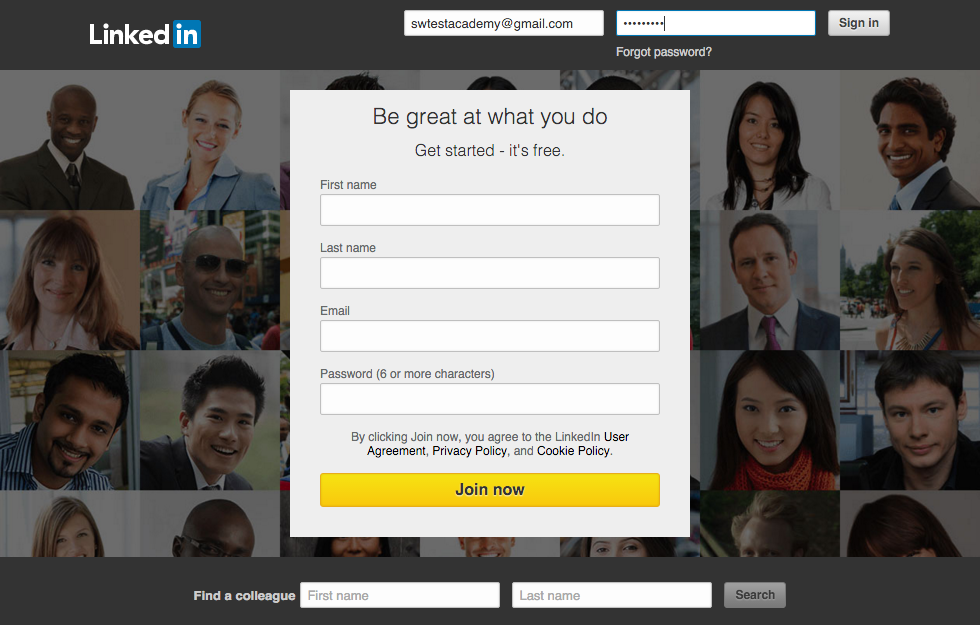 Linked in
swtestacademy@gmail.com
•••••••••
Sign in
Forgot password?
Be great at what you do
Get started - it's free.
First name
Last name
Email
Password (6 or more characters)
By clicking Join now, you agree to the LinkedIn User
Agreement, Privacy Policy, and Cookie Policy.
Join now
Find a colleague
First name
Last name
Search